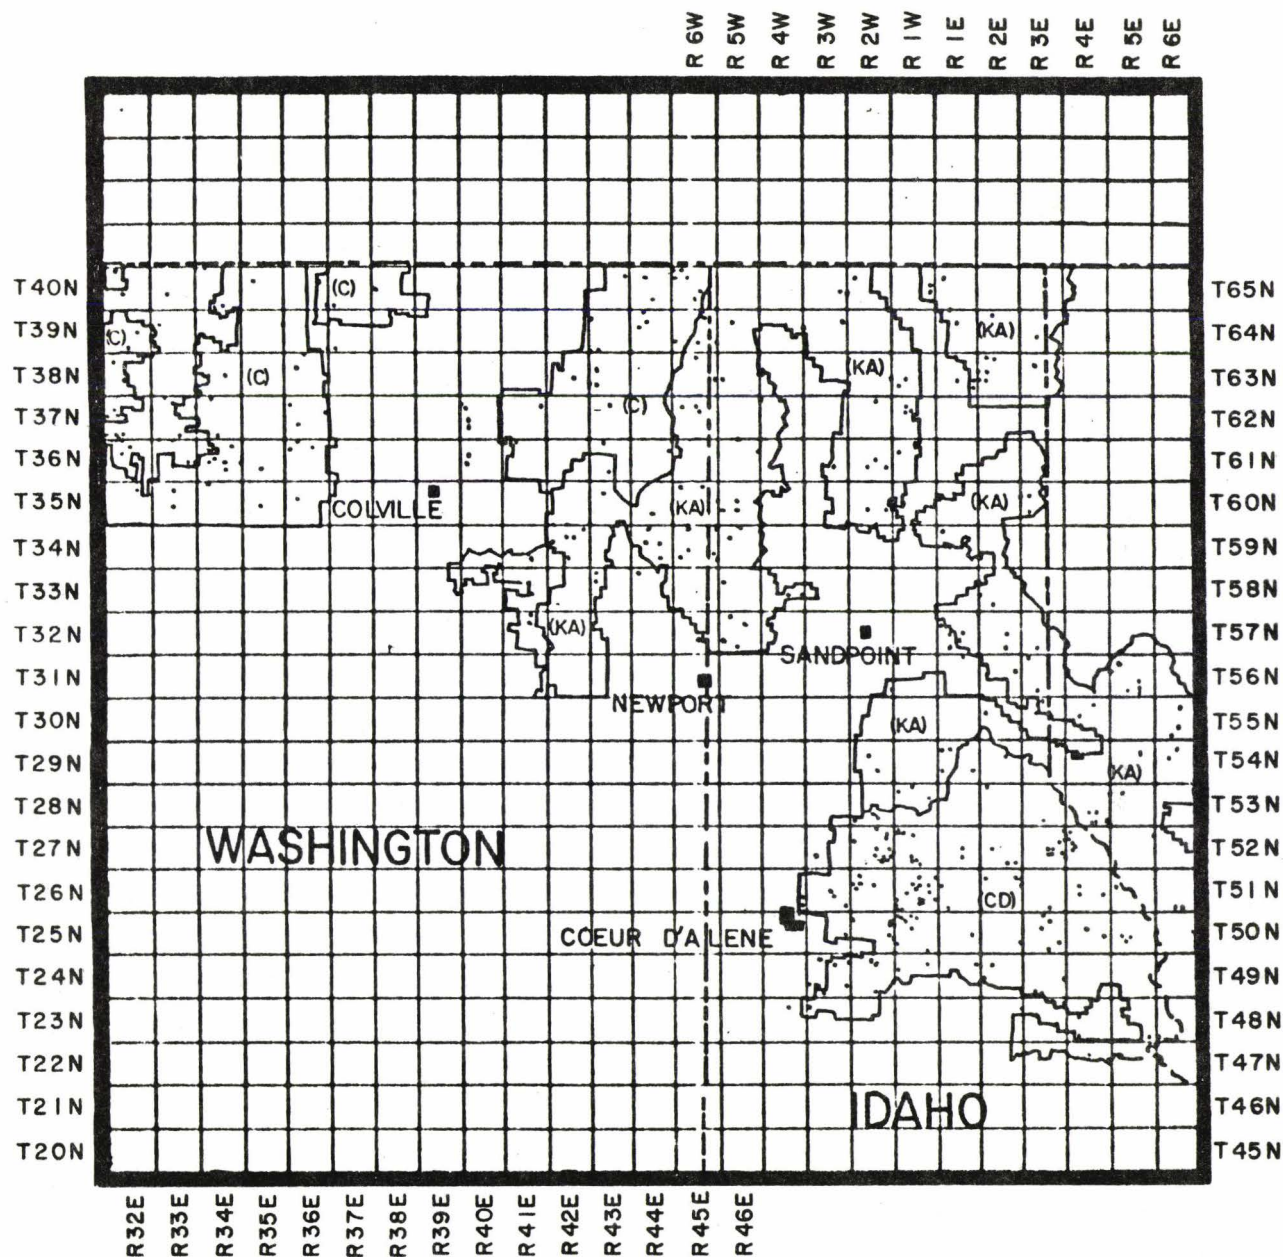 R 6W
R 5W
R 4W
R 3W
R 2W
R 1W
R 1E
R 2E
R 3E
R 4E
R 5E
R 6E
T40N
(C)
T65N
T39N
(C)
(KA)
T64N
T38N
(C)
(KA)
T63N
T37N
(C)
T62N
T36N
T61N
T35N
COLVILLE
(KA)
(KA)
T60N
T34N
T59N
T33N
T58N
T32N
(KA)
SANDPOINT
T57N
T31N
NEWPORT
T56N
T30N
(KA)
T55N
T29N
(KA)
T54N
T28N
T53N
T27N
WASHINGTON
T52N
T26N
(CD)
T51N
T25N
COEUR D'ALENE
T50N
T24N
T49N
T23N
T48N
T22N
T47N
T21N
IDAHO
T46N
T20N
T45N
R32E
R33E
R34E
R35E
R36E
R37E
R38E
R39E
R40E
R41E
R42E
R43E
R44E
R45E
R46E